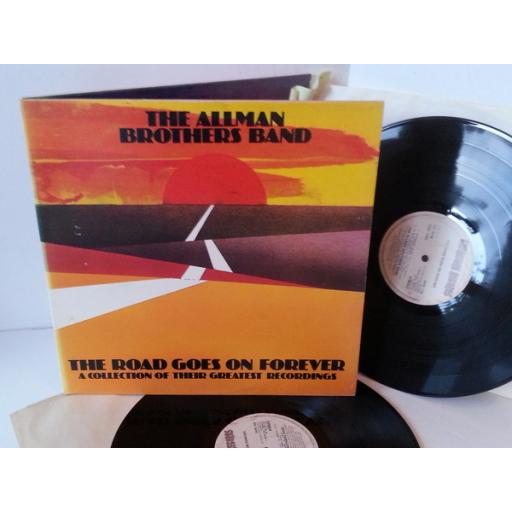 THE ALLMAN
BROTHERS BAND
THE ROAD GOES ON FOREVER
A COLLECTION OF THEIR GREATEST RECORDINGS